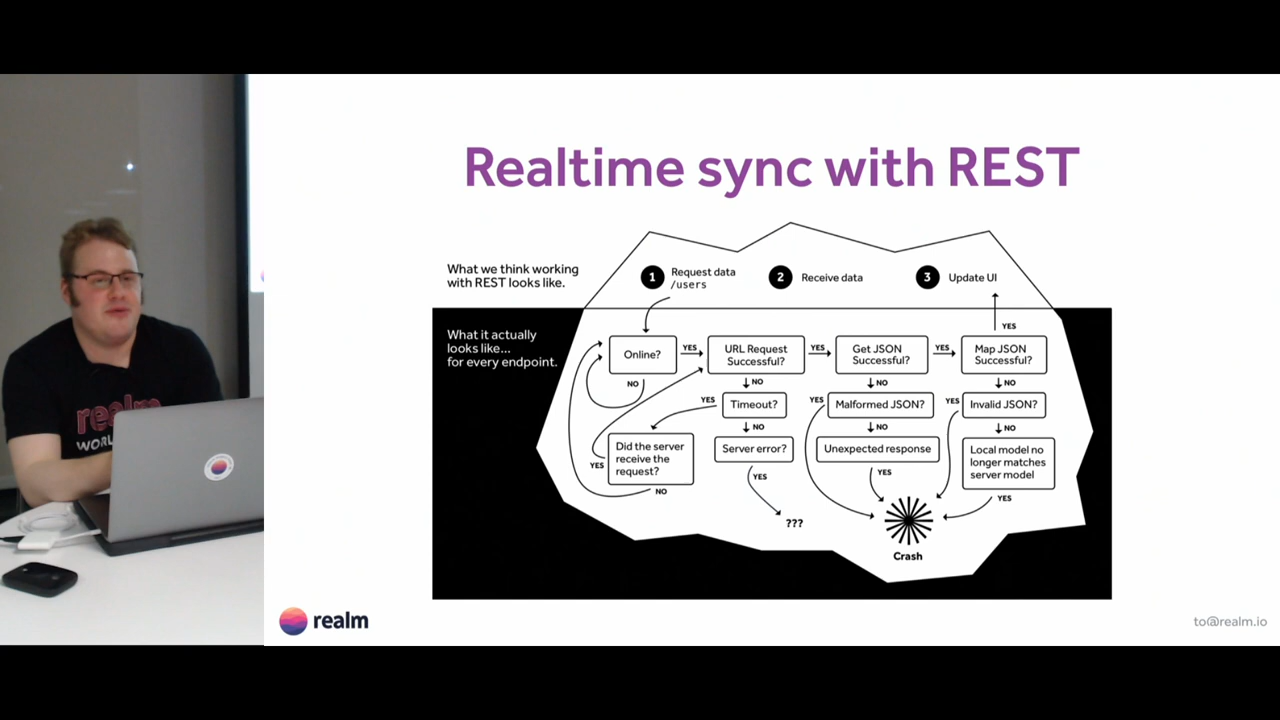 Realtime sync with REST
What we think working
with REST looks like.
1
Request data
/users
2
Receive data
3
Update UI
What it actually
looks like...
for every endpoint.
YES
Online?
YES
URL Request
Successful?
YES
Get JSON
Successful?
YES
Map JSON
Successful?
NO
NO
NO
NO
YES
Timeout?
YES
Malformed JSON?
YES
Invalid JSON?
NO
NO
NO
Did the server
receive the
request?
YES
NO
Server error?
YES
???
Unexpected response
YES
Local model no
longer matches
server model
YES
Crash
realm
WORL
realm
to@realm.io